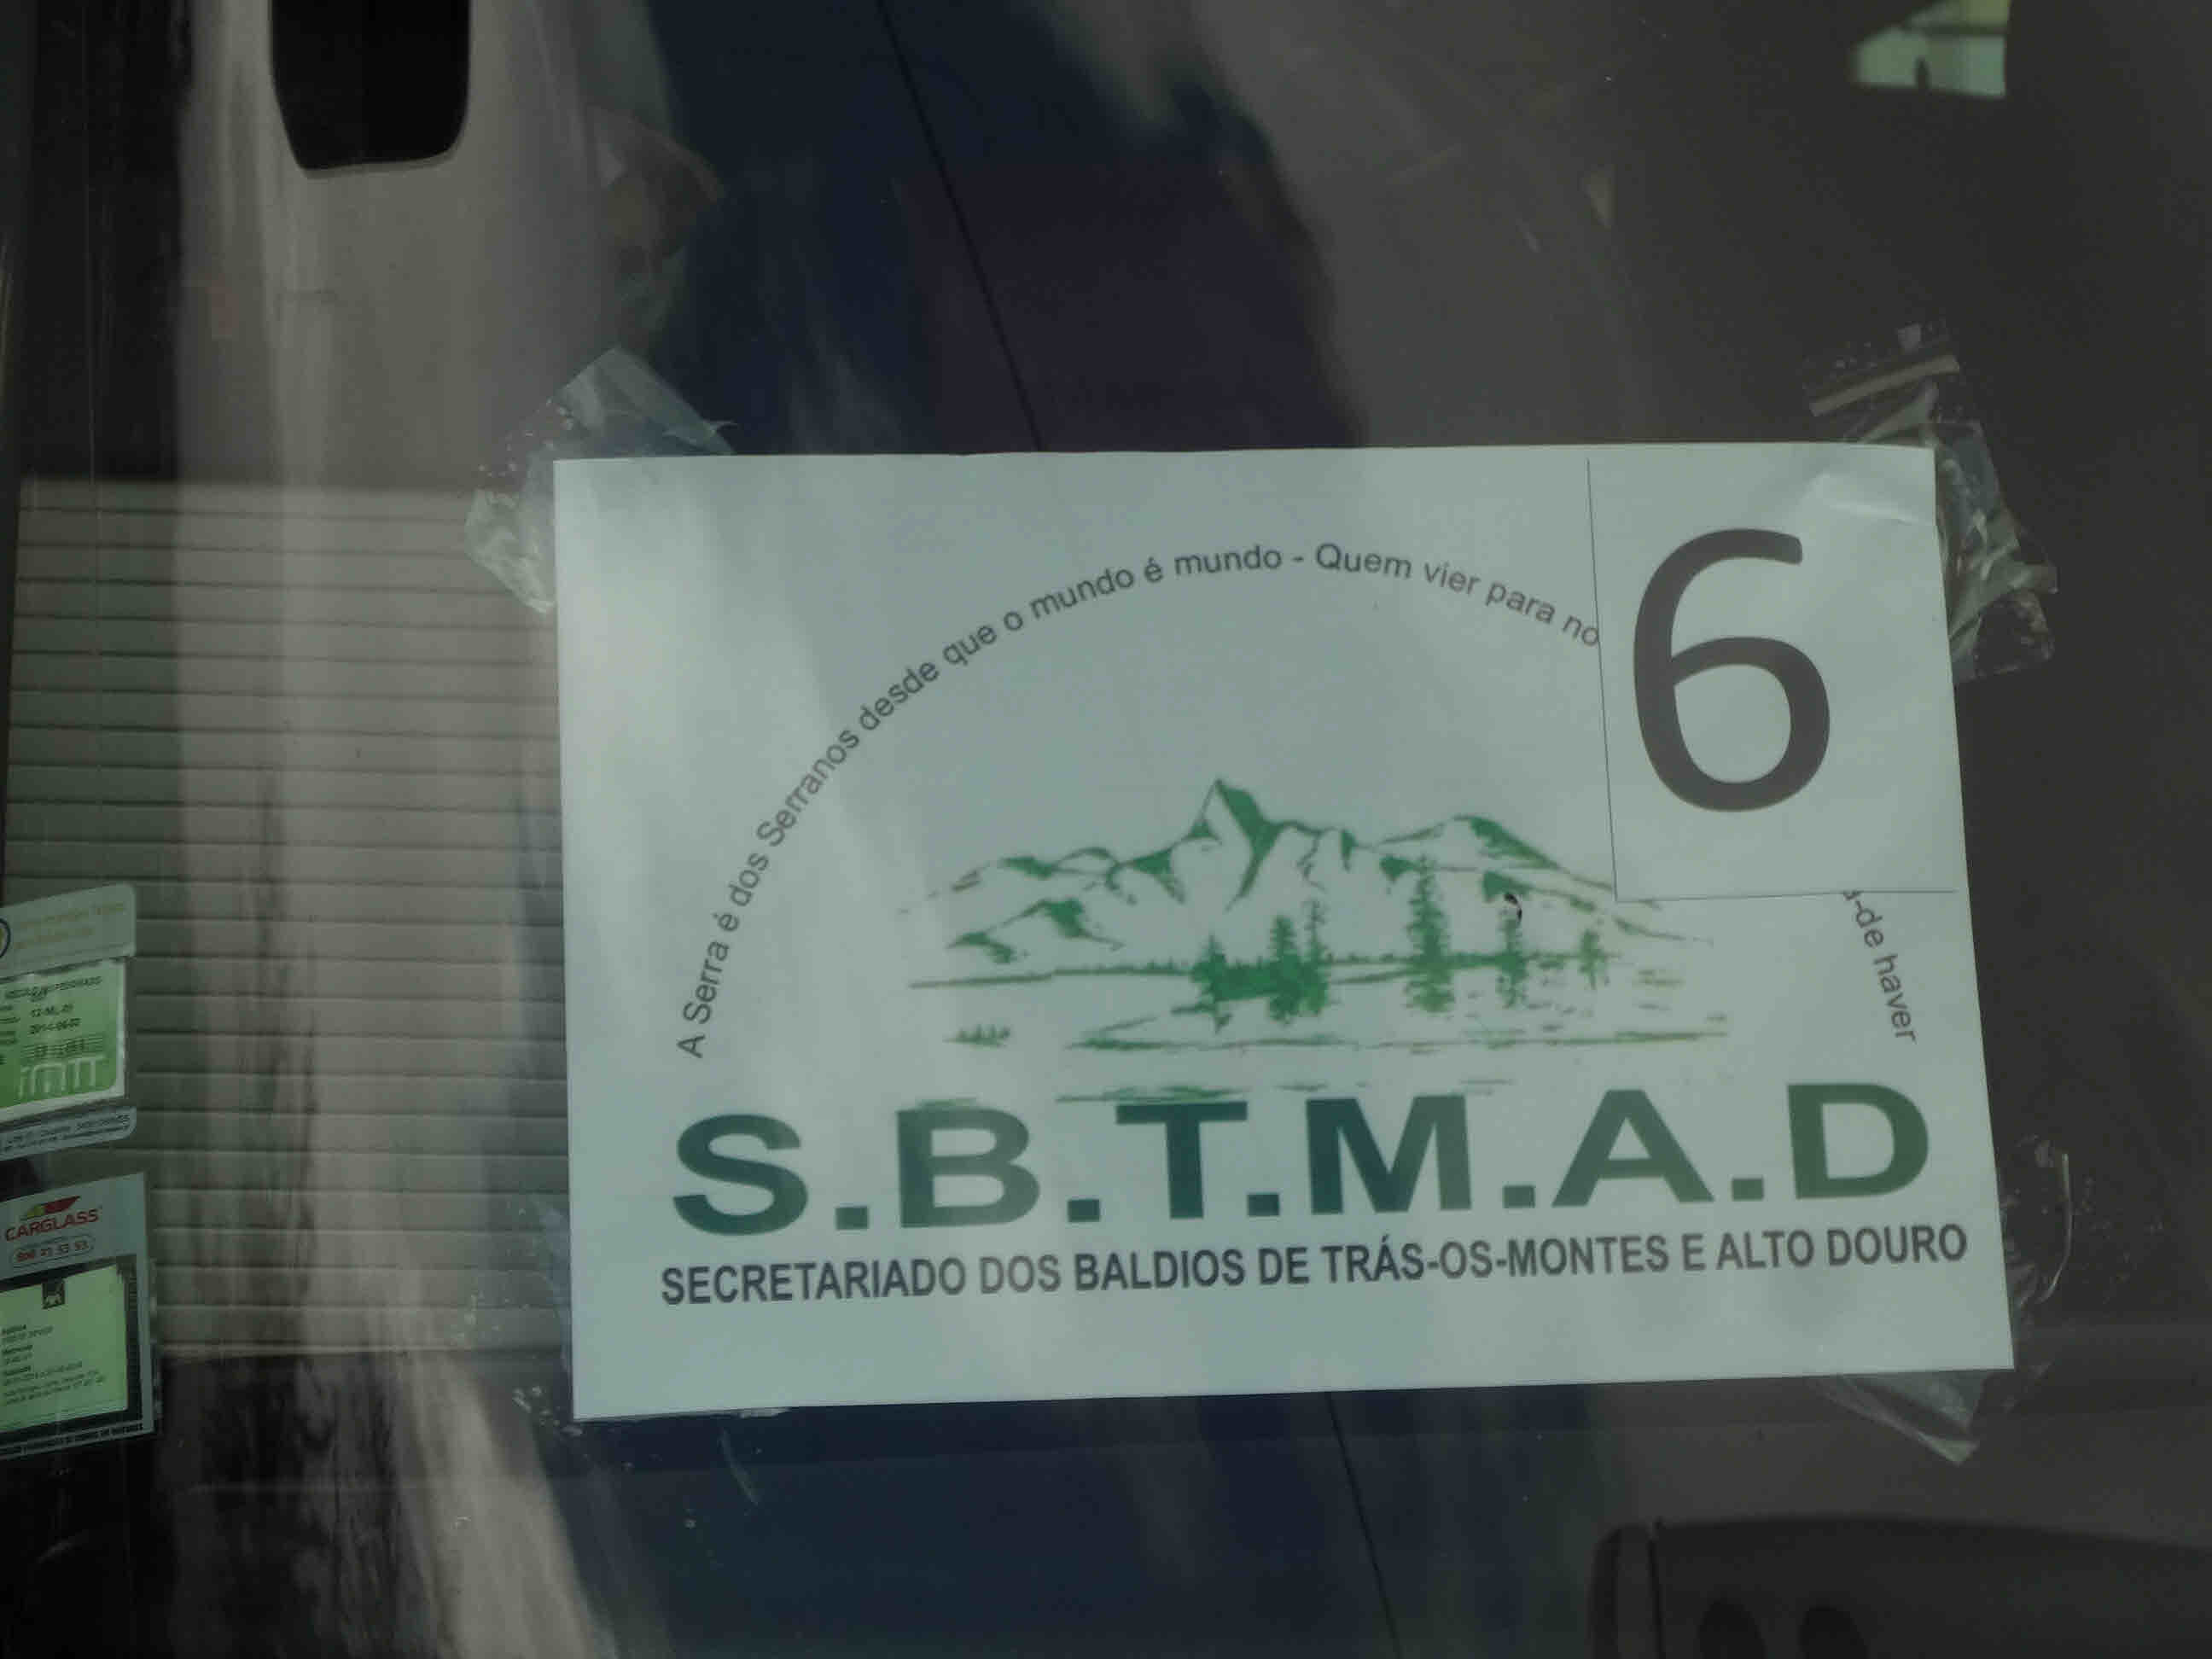 A Serra é dos Serranos desde que o mundo é mundo - Quem vier para no
-de haver
6
S.B.T.M.A.D
SECRETARIADO DOS BALDIOS DE TRÁS-OS-MONTES E ALTO DOURO
CARGLASS